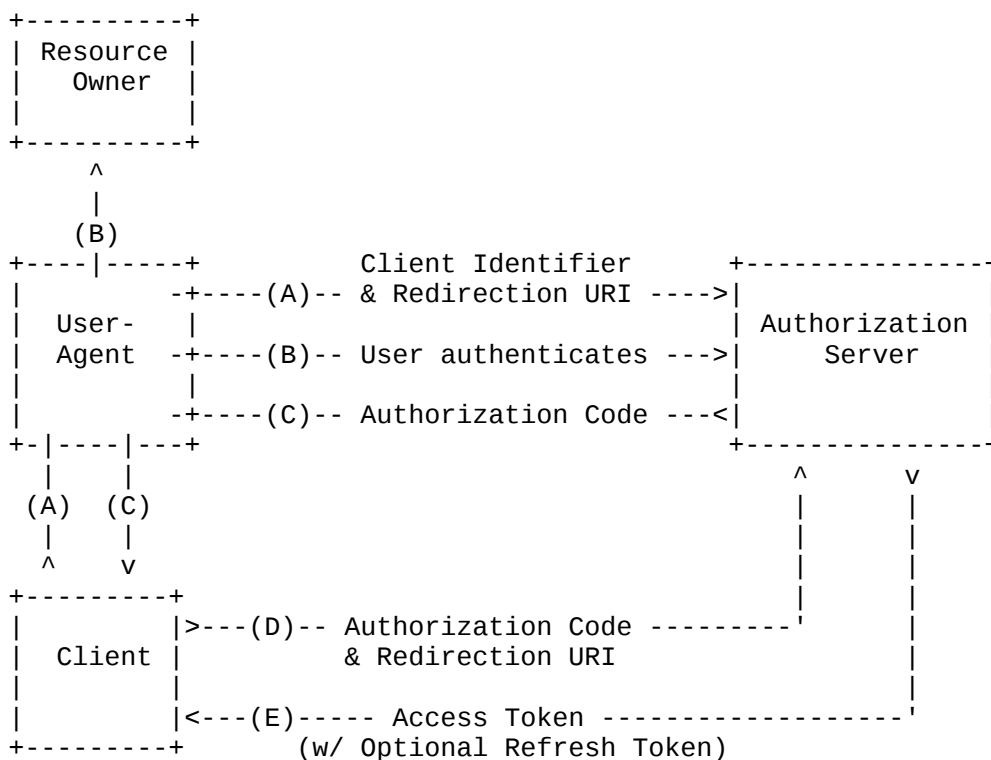 +----------+
| Resource |
|   Owner  |
|          |
+----------+
     ^
     |
    (B)
+----|-----+          Client Identifier      +---------------+
|         -+----(A)-- & Redirection URI ---->|               |
|  User-   |                                 | Authorization |
|  Agent  -+----(B)-- User authenticates --->|     Server    |
|          |                                 |               |
|         -+----(C)-- Authorization Code ---<|               |
+-|----|---+                                 +---------------+
  |    |                                         ^      v
 (A)  (C)                                        |      |
  |    |                                         |      |
  ^    v                                         |      |
+---------+                                      |      |
|         |>---(D)-- Authorization Code ---------'      |
|  Client |          & Redirection URI                  |
|         |                                             |
|         |<---(E)----- Access Token -------------------'
+---------+       (w/ Optional Refresh Token)